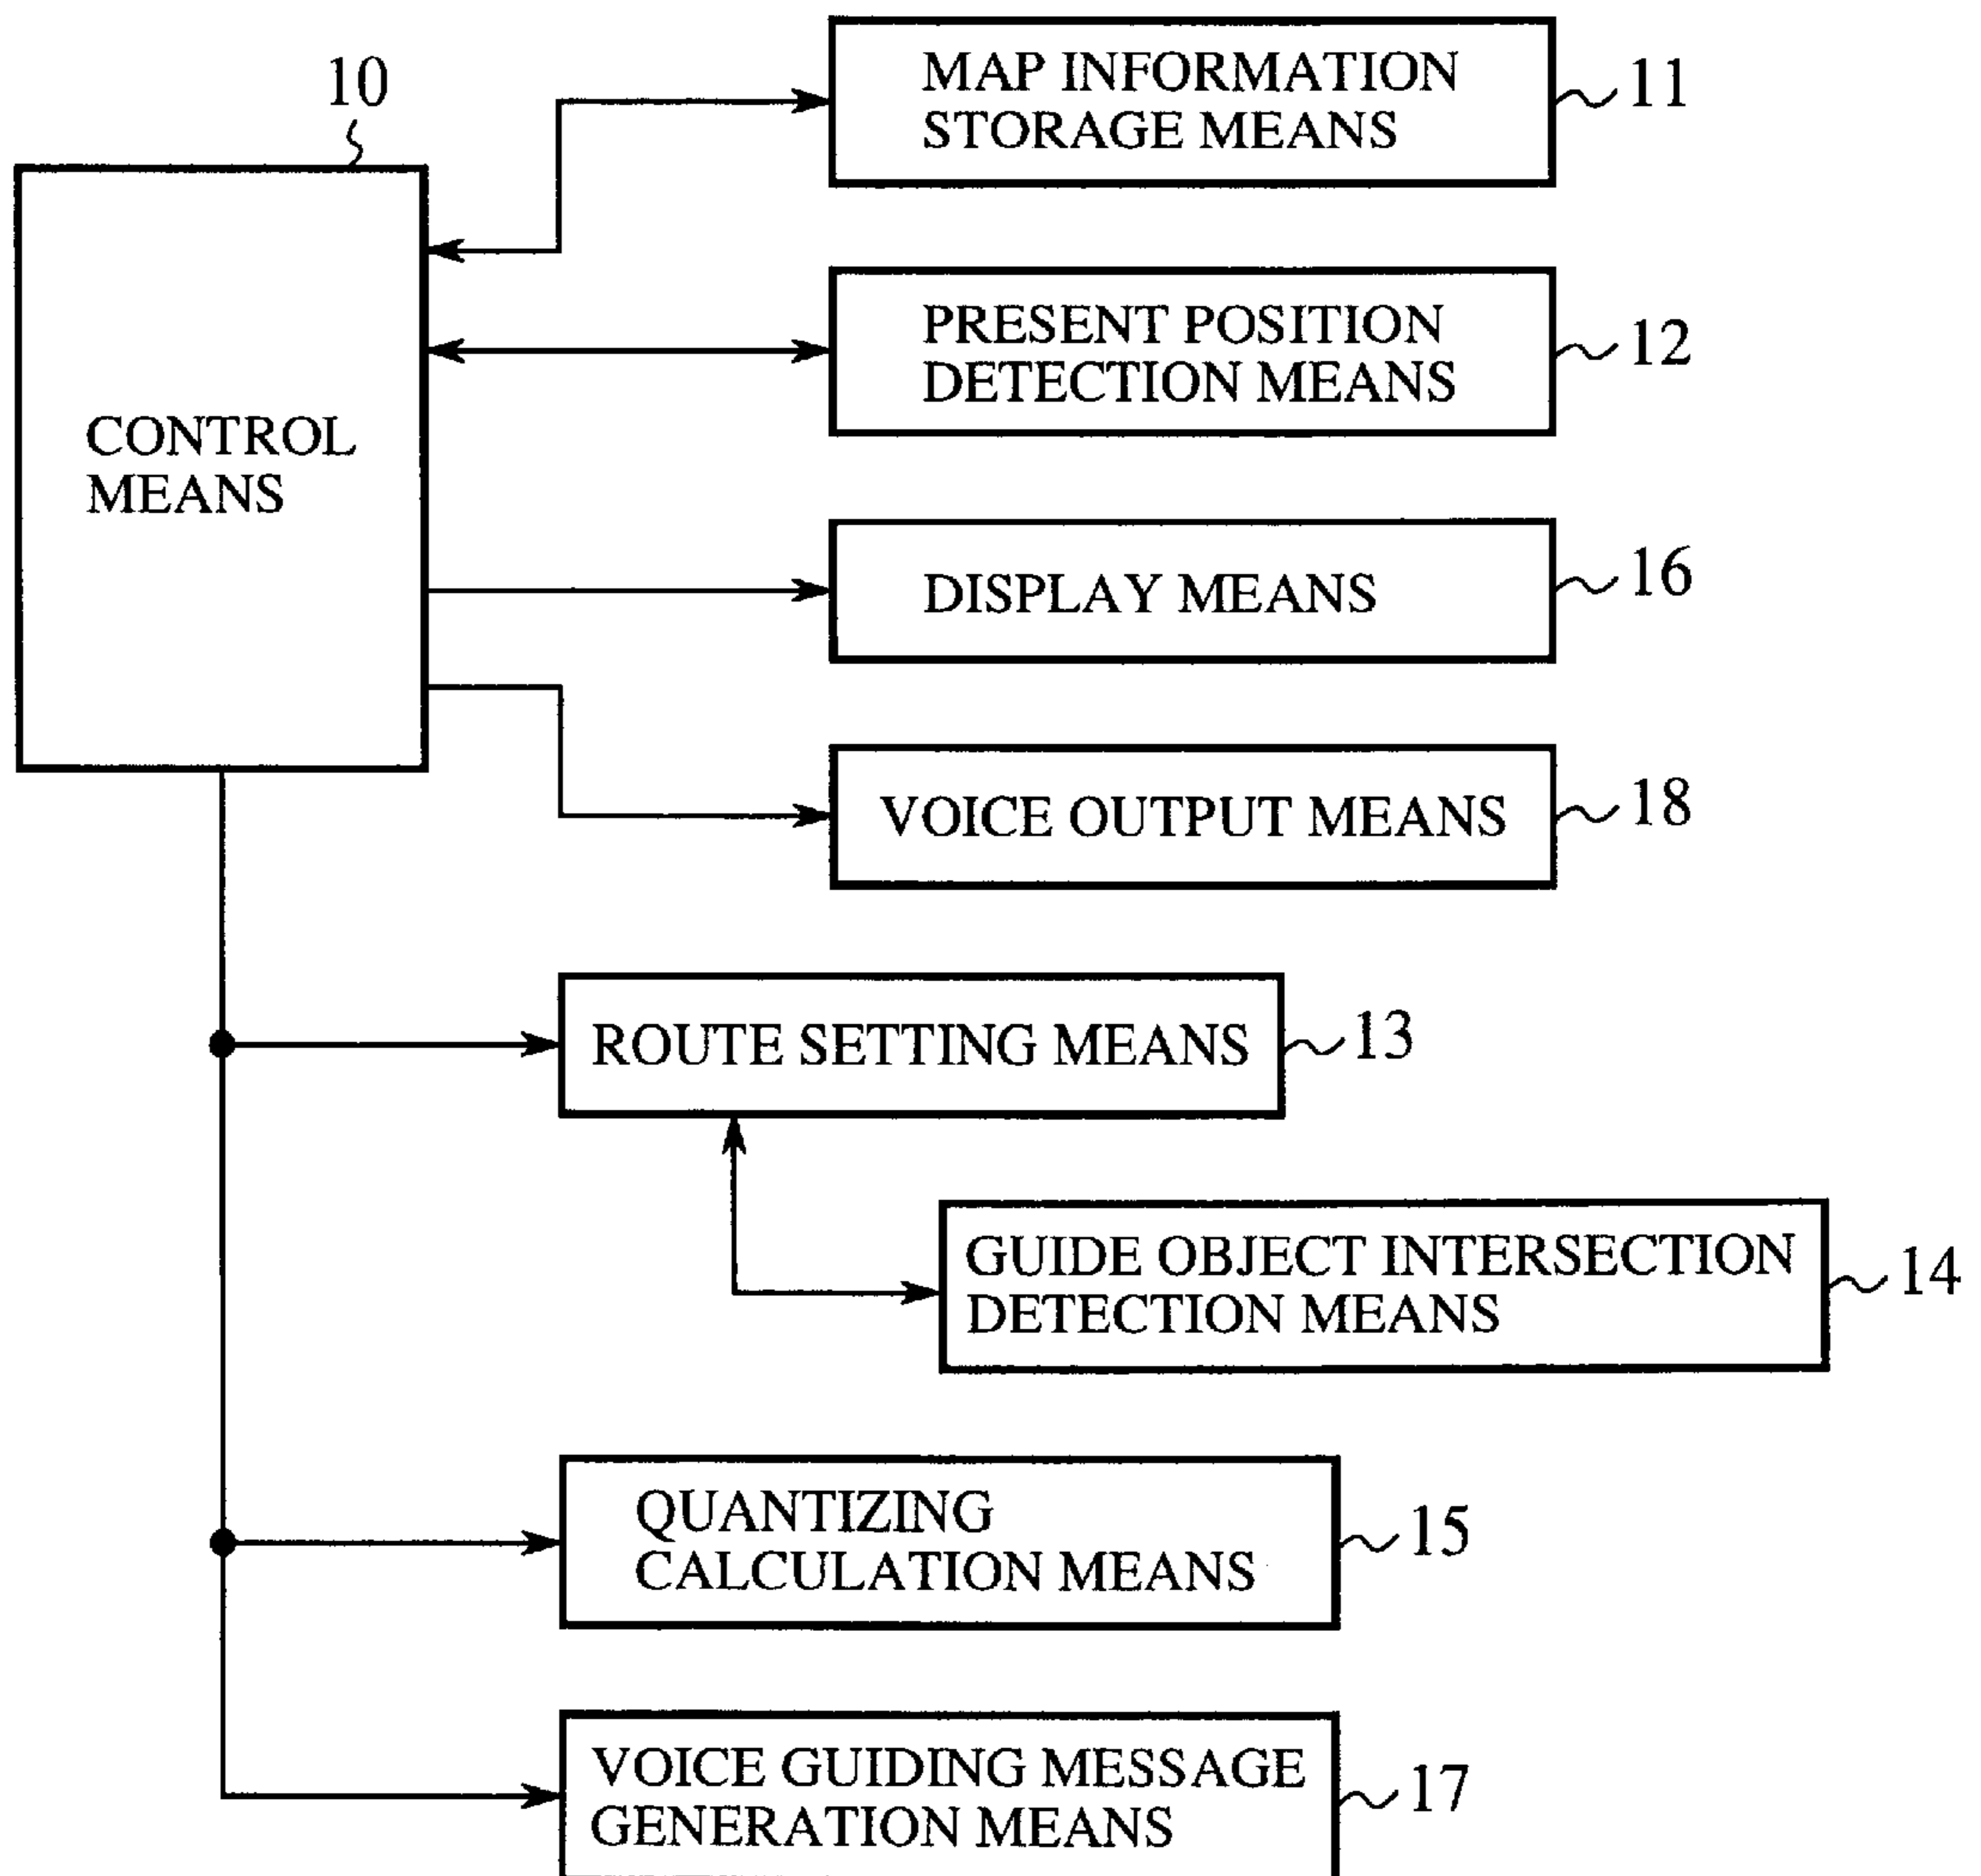 10
CONTROL
MEANS
MAP INFORMATION
STORAGE MEANS
11
PRESENT POSITION
DETECTION MEANS
12
DISPLAY MEANS
16
VOICE OUTPUT MEANS
18
ROUTE SETTING MEANS
13
GUIDE OBJECT INTERSECTION
DETECTION MEANS
14
QUANTIZING
CALCULATION MEANS
15
VOICE GUIDING MESSAGE
GENERATION MEANS
17